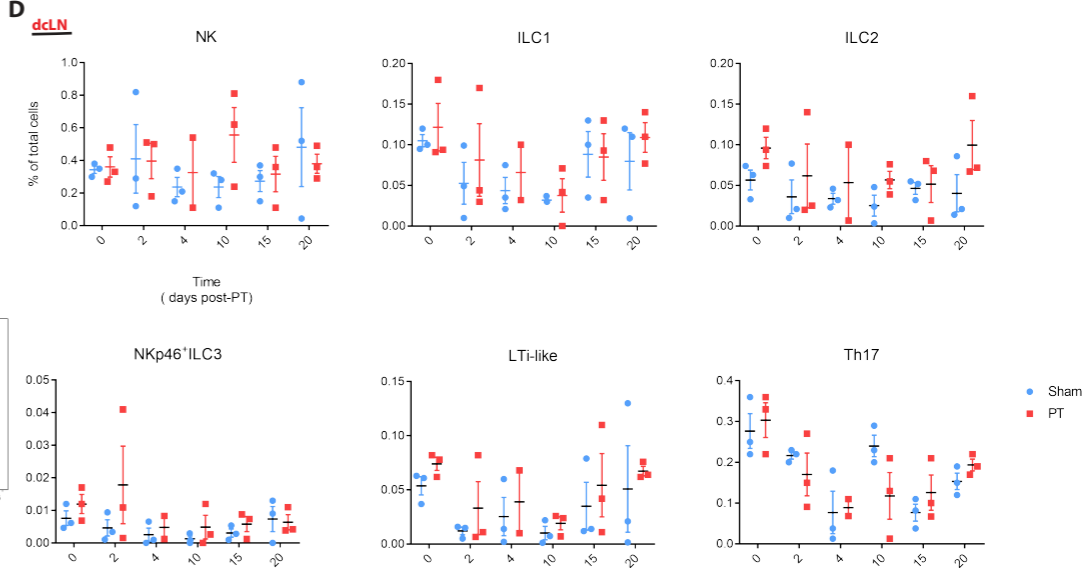 D
dcLN
NK
ILC1
ILC2
% of total cells
1.0
0.8
0.6
0.4
0.2
0.0
0 2 4 10 15 20
0.20
0.15
0.10
0.05
0.00
0 2 4 10 15 20
0.20
0.15
0.10
0.05
0.00
0 2 4 10 15 20
Time
( days post-PT)
NKp46⁺ILC3
LTi-like
Th17
0.05
0.04
0.03
0.02
0.01
0.00
0 2 4 10 15 20
0.15
0.10
0.05
0.00
0 2 4 10 15 20
0.4
0.3
0.2
0.1
0.0
0 2 4 10 15 20
Sham
PT